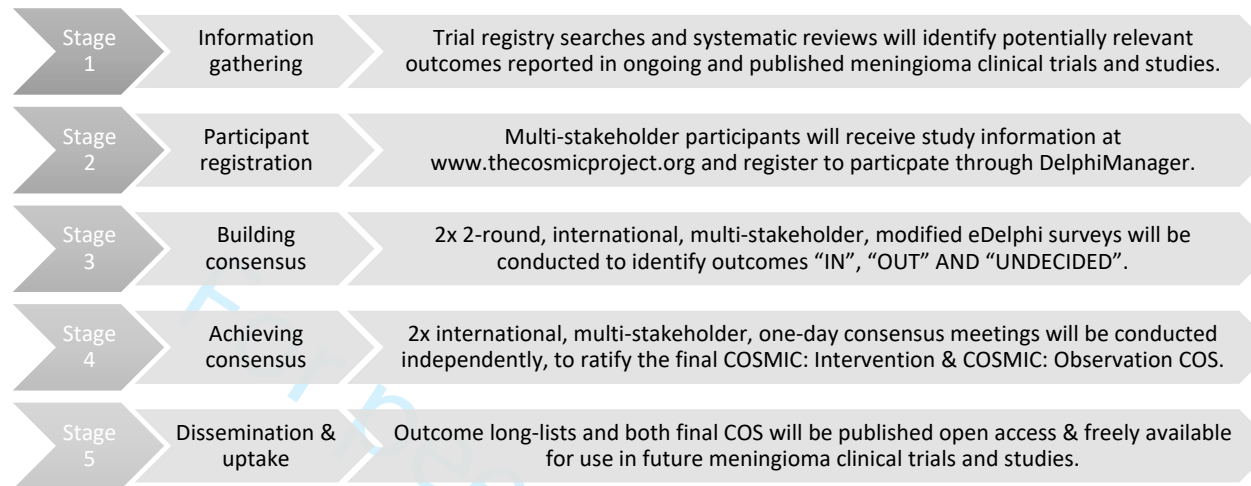 Stage
1
Information
gathering
Trial registry searches and systematic reviews will identify potentially relevant
outcomes reported in ongoing and published meningioma clinical trials and studies.
Stage
2
Participant
registration
Multi-stakeholder participants will receive study information at
www.thecosmicproject.org and register to particpate through DelphiManager.
Stage
3
Building
consensus
2x 2-round, international, multi-stakeholder, modified eDelphi surveys will be
conducted to identify outcomes “IN”, “OUT” AND “UNDECIDED”.
Stage
4
Achieving
consensus
2x international, multi-stakeholder, one-day consensus meetings will be conducted
independently, to ratify the final COSMIC: Intervention & COSMIC: Observation COS.
Stage
5
Dissemination &
uptake
Outcome long-lists and both final COS will be published open access & freely available
for use in future meningioma clinical trials and studies.